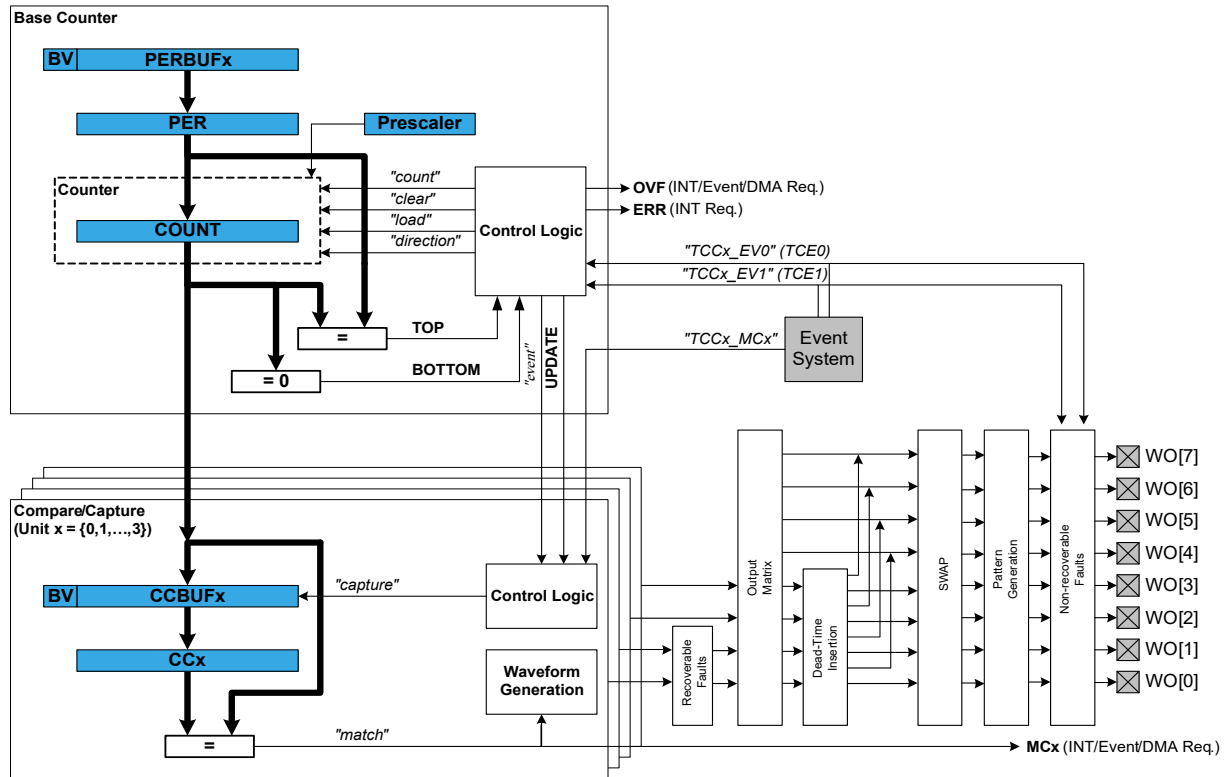 Base Counter
BV PERBUFx
PER
Prescaler
Counter
COUNT
"count"
"clear"
"load"
"direction"
Control Logic
OVF (INT/Event/DMA Req.)
ERR (INT Req.)
"TCCx_EV0" (TCE0)
"TCCx_EV1" (TCE1)
"TCCx_MCx"
Event
System
=
TOP
= 0
BOTTOM
"event"
UPDATE
Compare/Capture
(Unit x = {0,1,…,3})
BV CCBUFx
"capture"
Control Logic
CCx
Waveform
Generation
=
"match"
Recoverable
Faults
Output
Matrix
Dead-Time
Insertion
SWAP
Pattern
Generation
Non-recoverable
Faults
WO[7]
WO[6]
WO[5]
WO[4]
WO[3]
WO[2]
WO[1]
WO[0]
MCx (INT/Event/DMA Req.)